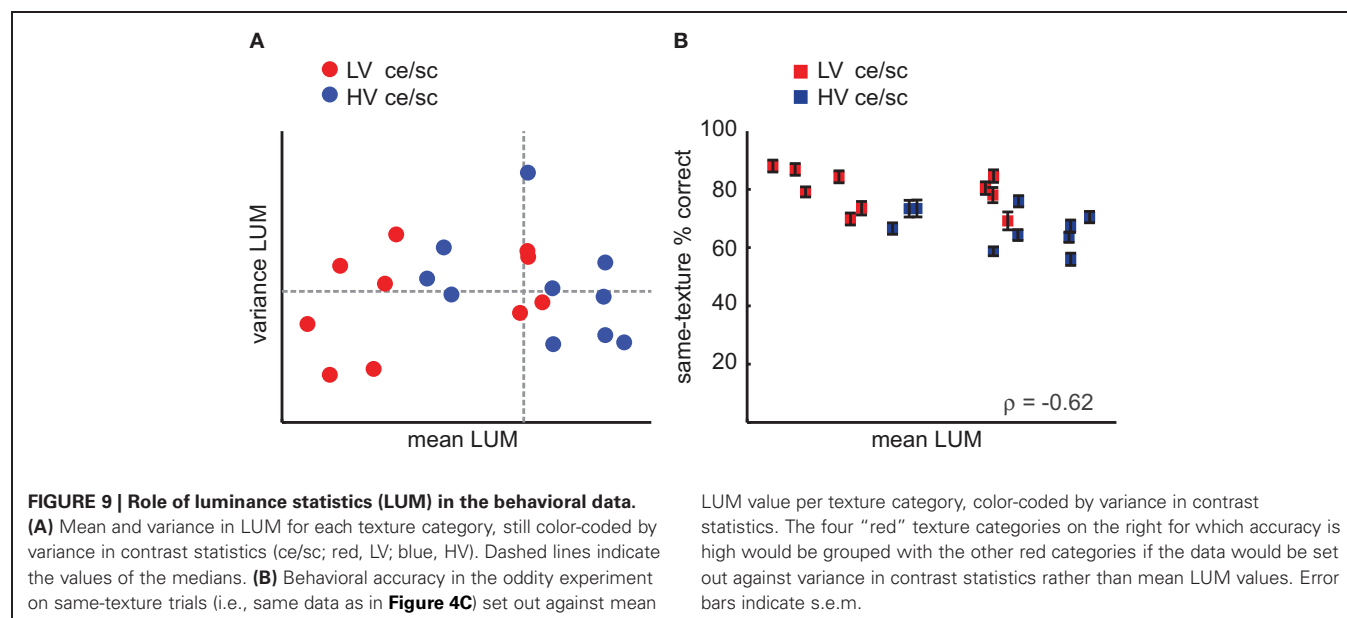 A
LV ce/sc
HV ce/sc
variance LUM
mean LUM
B
LV ce/sc
HV ce/sc
100
80
60
40
20
same-texture % correct
ρ = -0.62
mean LUM
FIGURE 9 | Role of luminance statistics (LUM) in the behavioral data.
(A) Mean and variance in LUM for each texture category, still color-coded by
variance in contrast statistics (ce/sc; red, LV; blue, HV). Dashed lines indicate
the values of the medians. (B) Behavioral accuracy in the oddity experiment
on same-texture trials (i.e., same data as in Figure 4C) set out against mean
LUM value per texture category, color-coded by variance in contrast
statistics. The four “red” texture categories on the right for which accuracy is
high would be grouped with the other red categories if the data would be set
out against variance in contrast statistics rather than mean LUM values. Error
bars indicate s.e.m.